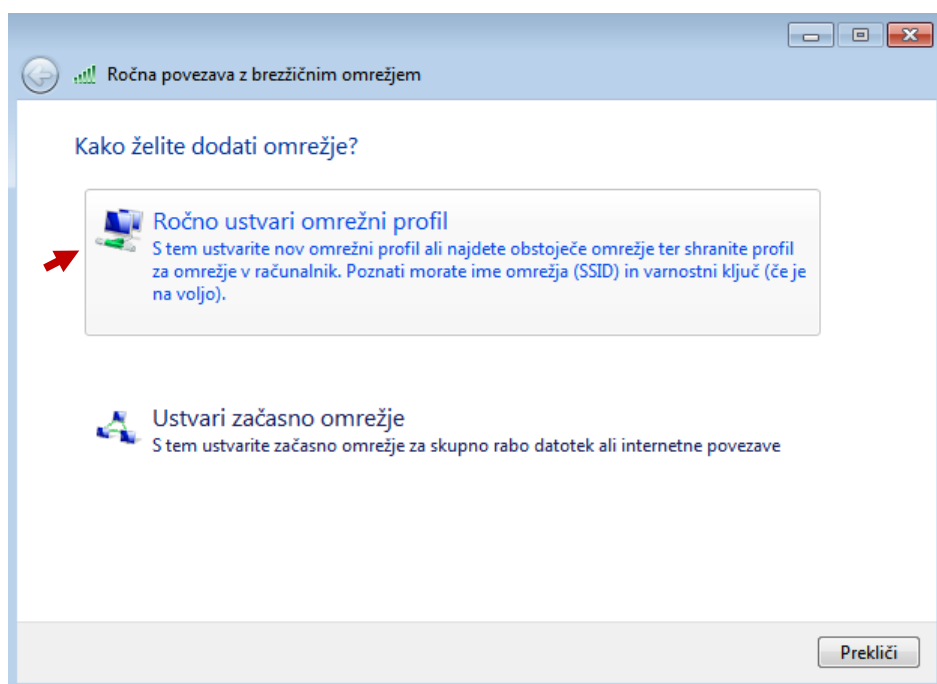 Ročna povezava z brezžičnim omrežjem
Kako želite dodati omrežje?
Ročno ustvari omrežni profil
S tem ustvarite nov omrežni profil ali najdete obstoječe omrežje ter shranite profil
za omrežje v računalnik. Poznati morate ime omrežja (SSID) in varnostni ključ (če je
na voljo).
Ustvari začasno omrežje
S tem ustvarite začasno omrežje za skupno rabo datotek ali internetne povezave
Prekliči